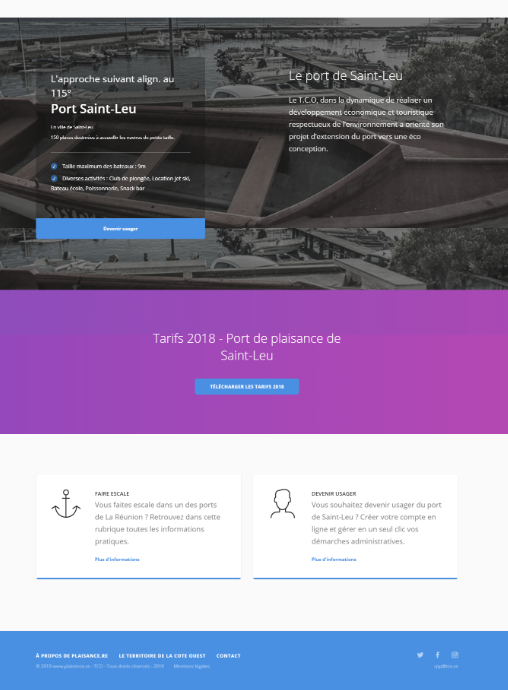 L'approche suivant align. au
115°
Port Saint-Leu
La ville de Saint-Leu
150 places destinées à accueillir les navires de petite taille.
Taille maximum des bateaux : 9m
Diverses activités : Club de plongée, Location jet ski,
Bateau école, Poissonnerie, Snack bar
Devenir usager
Le port de Saint-Leu
Le T.C.O, dans la dynamique de réaliser un
développement économique et touristique
respectueux de l'environnement a orienté son
projet d'extension du port vers une éco
conception.
Tarifs 2018 - Port de plaisance de
Saint-Leu
TÉLÉCHARGER LES TARIFS 2018
FAIRE ESCALE
Vous faites escale dans un des ports
de La Réunion ? Retrouvez dans cette
rubrique toutes les informations
pratiques.
Plus d'informations
DEVENIR USAGER
Vous souhaitez devenir usager du port
de Saint-Leu ? Créer votre compte en
ligne et gérer en un seul clic vos
démarches administratives.
Plus d'informations
À PROPOS DE PLAISANCE.RE LE TERRITOIRE DE LA COTE OUEST CONTACT
© 2018 www.plaisance.re - TCO - Tous droits réservés - 2018 Mentions légales